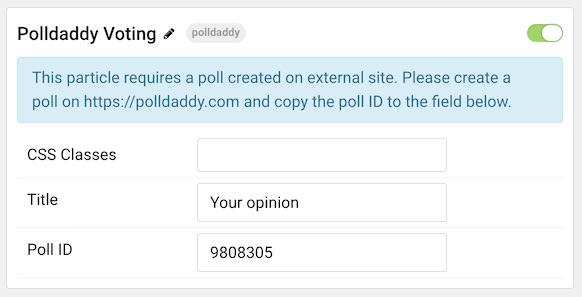 Polldaddy Voting polldaddy
This particle requires a poll created on external site. Please create a
poll on https://polldaddy.com and copy the poll ID to the field below.
CSS Classes
Title Your opinion
Poll ID 9808305